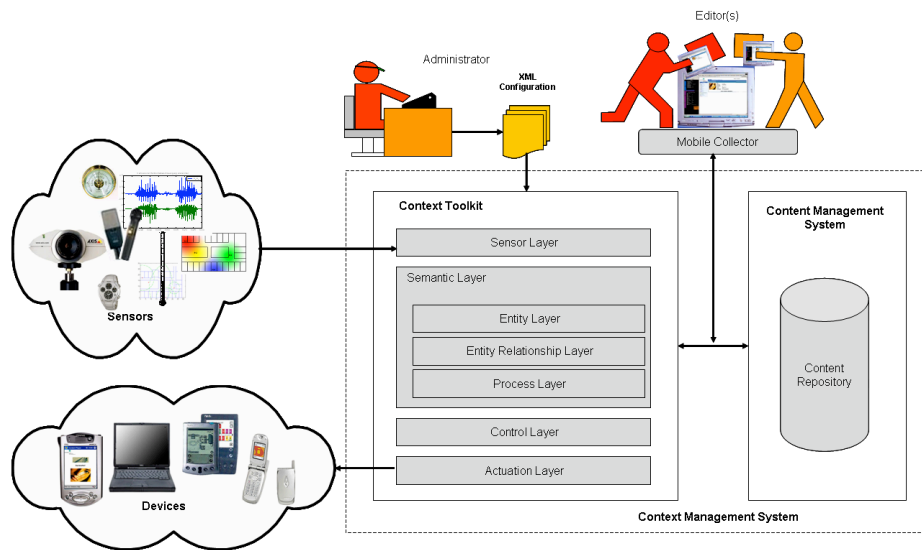 Editor(s)
Administrator
XML
Configuration
Mobile Collector
Context Toolkit
Content Management
System
Sensor Layer
Semantic Layer
Entity Layer
Entity Relationship Layer
Process Layer
Control Layer
Actuation Layer
Content
Repository
Sensors
AXIS
Devices
Context Management System